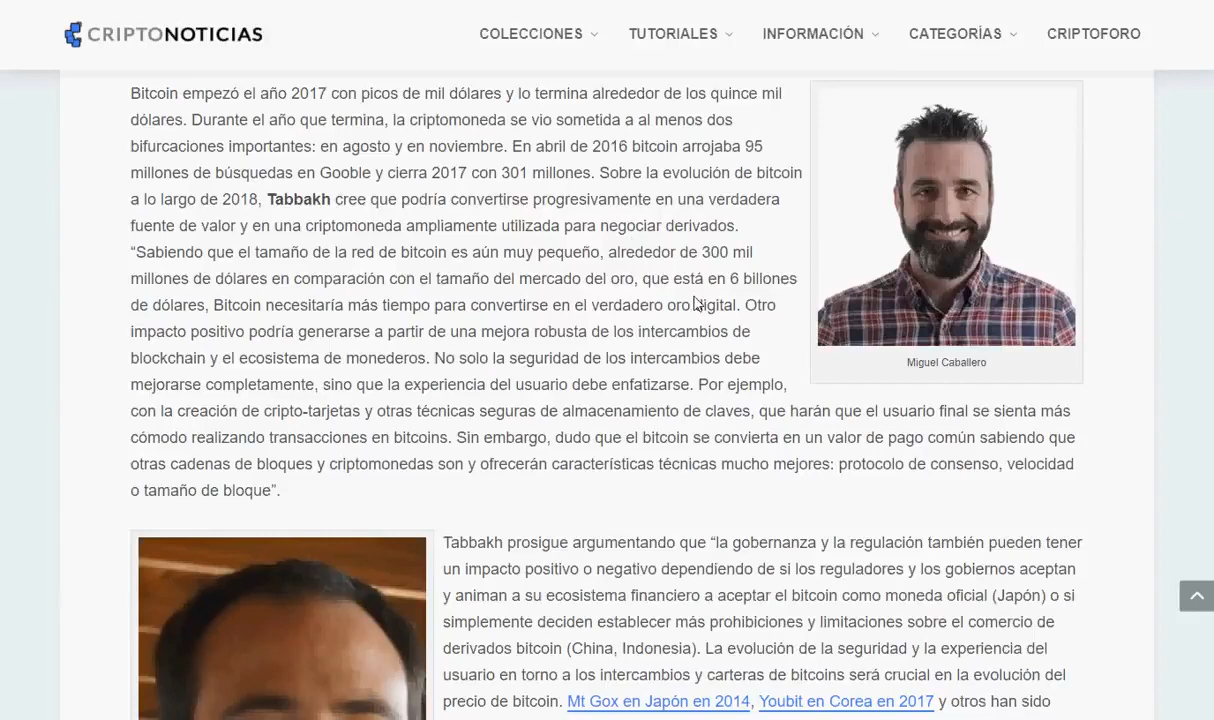 CRIPTONOTICIAS
COLECCIONES
TUTORIALES
INFORMACIÓN
CATEGORÍAS
CRIPTOFORO
Bitcoin empezó el año 2017 con picos de mil dólares y lo termina alrededor de los quince mil
dólares. Durante el año que termina, la criptomoneda se vio sometida a al menos dos
bifurcaciones importantes: en agosto y en noviembre. En abril de 2016 bitcoin arrojaba 95
millones de búsquedas en Gooble y cierra 2017 con 301 millones. Sobre la evolución de bitcoin
a lo largo de 2018, Tabbakh cree que podría convertirse progresivamente en una verdadera
fuente de valor y en una criptomoneda ampliamente utilizada para negociar derivados.
“Sabiendo que el tamaño de la red de bitcoin es aún muy pequeño, alrededor de 300 mil
millones de dólares en comparación con el tamaño del mercado del oro, que está en 6 billones
de dólares, Bitcoin necesitaría más tiempo para convertirse en el verdadero oro digital. Otro
impacto positivo podría generarse a partir de una mejora robusta de los intercambios de
blockchain y el ecosistema de monederos. No solo la seguridad de los intercambios debe
mejorarse completamente, sino que la experiencia del usuario debe enfatizarse. Por ejemplo,
con la creación de cripto-tarjetas y otras técnicas seguras de almacenamiento de claves, que harán que el usuario final se sienta más
cómodo realizando transacciones en bitcoins. Sin embargo, dudo que el bitcoin se convierta en un valor de pago común sabiendo que
otras cadenas de bloques y criptomonedas son y ofrecerán características técnicas mucho mejores: protocolo de consenso, velocidad
o tamaño de bloque”.
Miguel Caballero
Tabbakh prosigue argumentando que “la gobernanza y la regulación también pueden tener
un impacto positivo o negativo dependiendo de si los reguladores y los gobiernos aceptan
y animan a su ecosistema financiero a aceptar el bitcoin como moneda oficial (Japón) o si
simplemente deciden establecer más prohibiciones y limitaciones sobre el comercio de
derivados bitcoin (China, Indonesia). La evolución de la seguridad y la experiencia del
usuario en torno a los intercambios y carteras de bitcoins será crucial en la evolución del
precio de bitcoin. Mt Gox en Japón en 2014, Youbit en Corea en 2017 y otros han sido